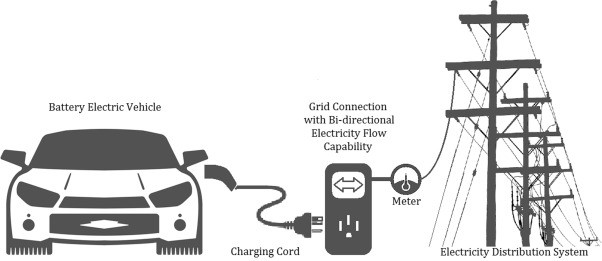 Battery Electric Vehicle
Grid Connection
with Bi-directional
Electricity Flow
Capability
Meter
Charging Cord
Electricity Distribution System